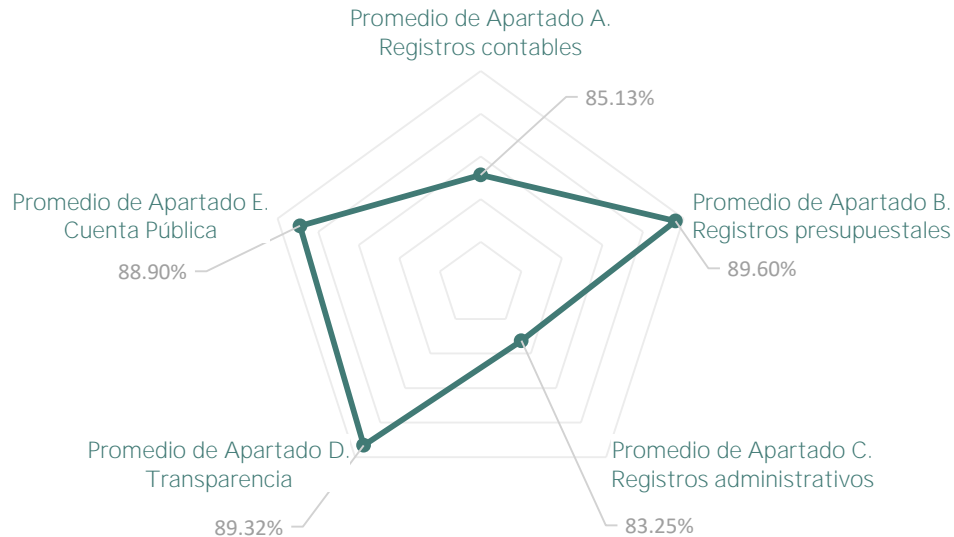 Promedio de Apartado A.
Registros contables
85.13%
Promedio de Apartado B.
Registros presupuestales
89.60%
Promedio de Apartado C.
Registros administrativos
83.25%
Promedio de Apartado D.
Transparencia
89.32%
Promedio de Apartado E.
Cuenta Pública
88.90%